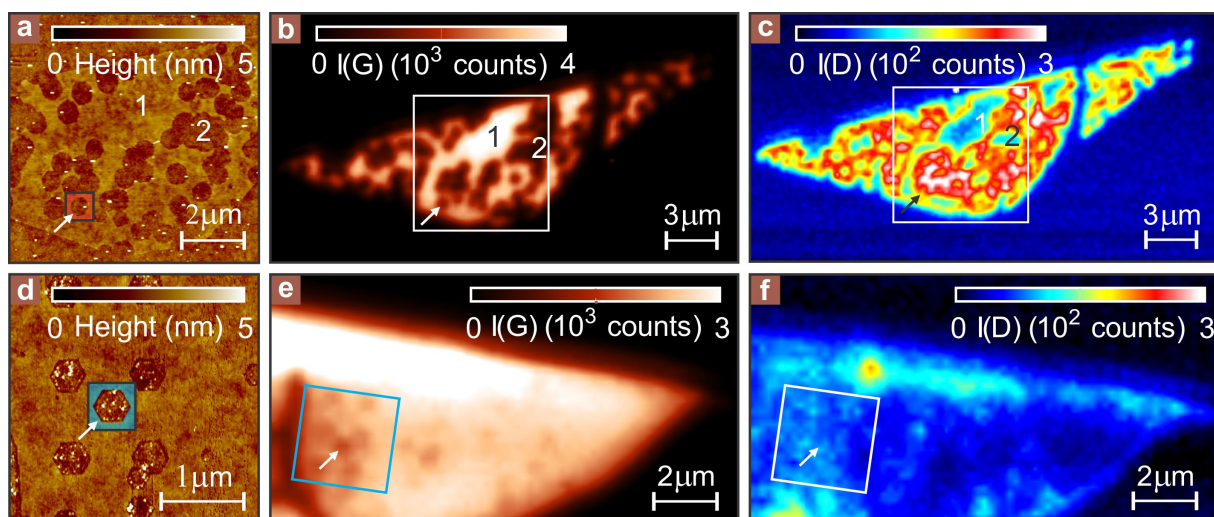 a
0 Height (nm) 5
1
2
2μm
b
0 I(G) (10³ counts) 4
1
2
3μm
c
0 I(D) (10² counts) 3
1
2
3μm
d
0 Height (nm) 5
1μm
e
0 I(G) (10³ counts) 3
2μm
f
0 I(D) (10² counts) 3
2μm